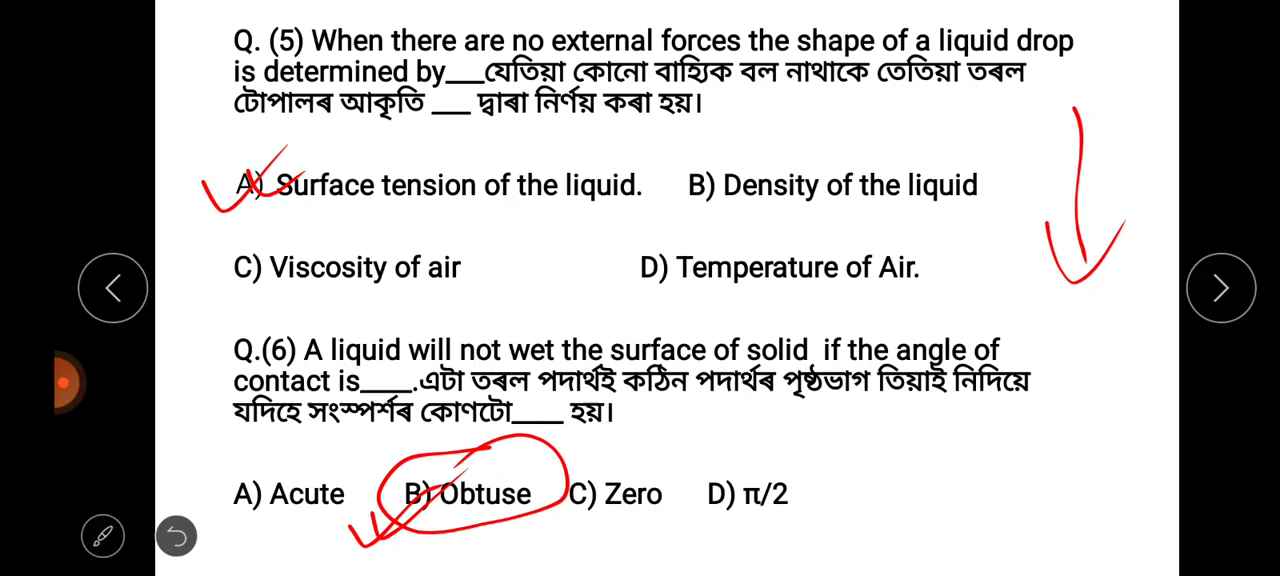 Q. (5) When there are no external forces the shape of a liquid drop
is determined by___যেতিয়া কোনো বাহ্যিক বল নাথাকে তেতিয়া তৰল
টোপালৰ আকৃতি ___ দ্বাৰা নিৰ্ণয় কৰা হয়।
A) Surface tension of the liquid. B) Density of the liquid
C) Viscosity of air D) Temperature of Air.
Q.(6) A liquid will not wet the surface of solid if the angle of
contact is____.এটা তৰল পদাৰ্থই কঠিন পদাৰ্থৰ পৃষ্ঠভাগ তিয়াই নিদিয়ে
যদিহে সংস্পৰ্শৰ কোণটো____ হয়।
A) Acute B) Obtuse C) Zero D) π/2